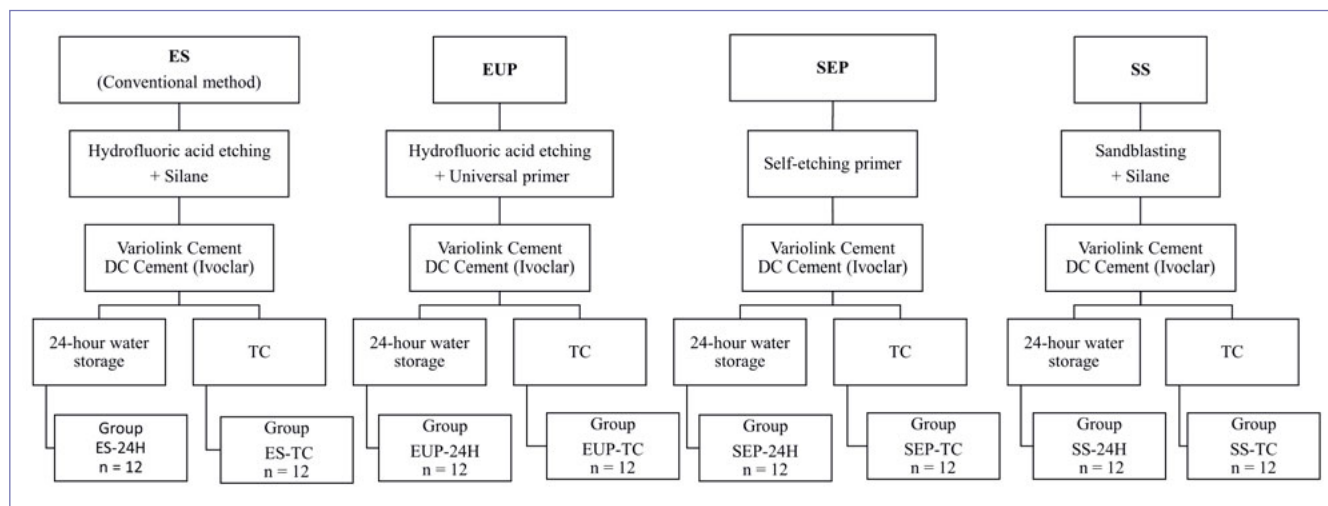 ES
(Conventional method)
EUP
SEP
SS
Hydrofluoric acid etching
+ Silane
Hydrofluoric acid etching
+ Universal primer
Self-etching primer
Sandblasting
+ Silane
Variolink Cement
DC Cement (Ivoclar)
Variolink Cement
DC Cement (Ivoclar)
Variolink Cement
DC Cement (Ivoclar)
Variolink Cement
DC Cement (Ivoclar)
24-hour water
storage
TC
24-hour water
storage
TC
24-hour water
storage
TC
24-hour water
storage
TC
Group
ES-24H
n = 12
Group
ES-TC
n = 12
Group
EUP-24H
n = 12
Group
EUP-TC
n = 12
Group
SEP-24H
n = 12
Group
SEP-TC
n = 12
Group
SS-24H
n = 12
Group
SS-TC
n = 12